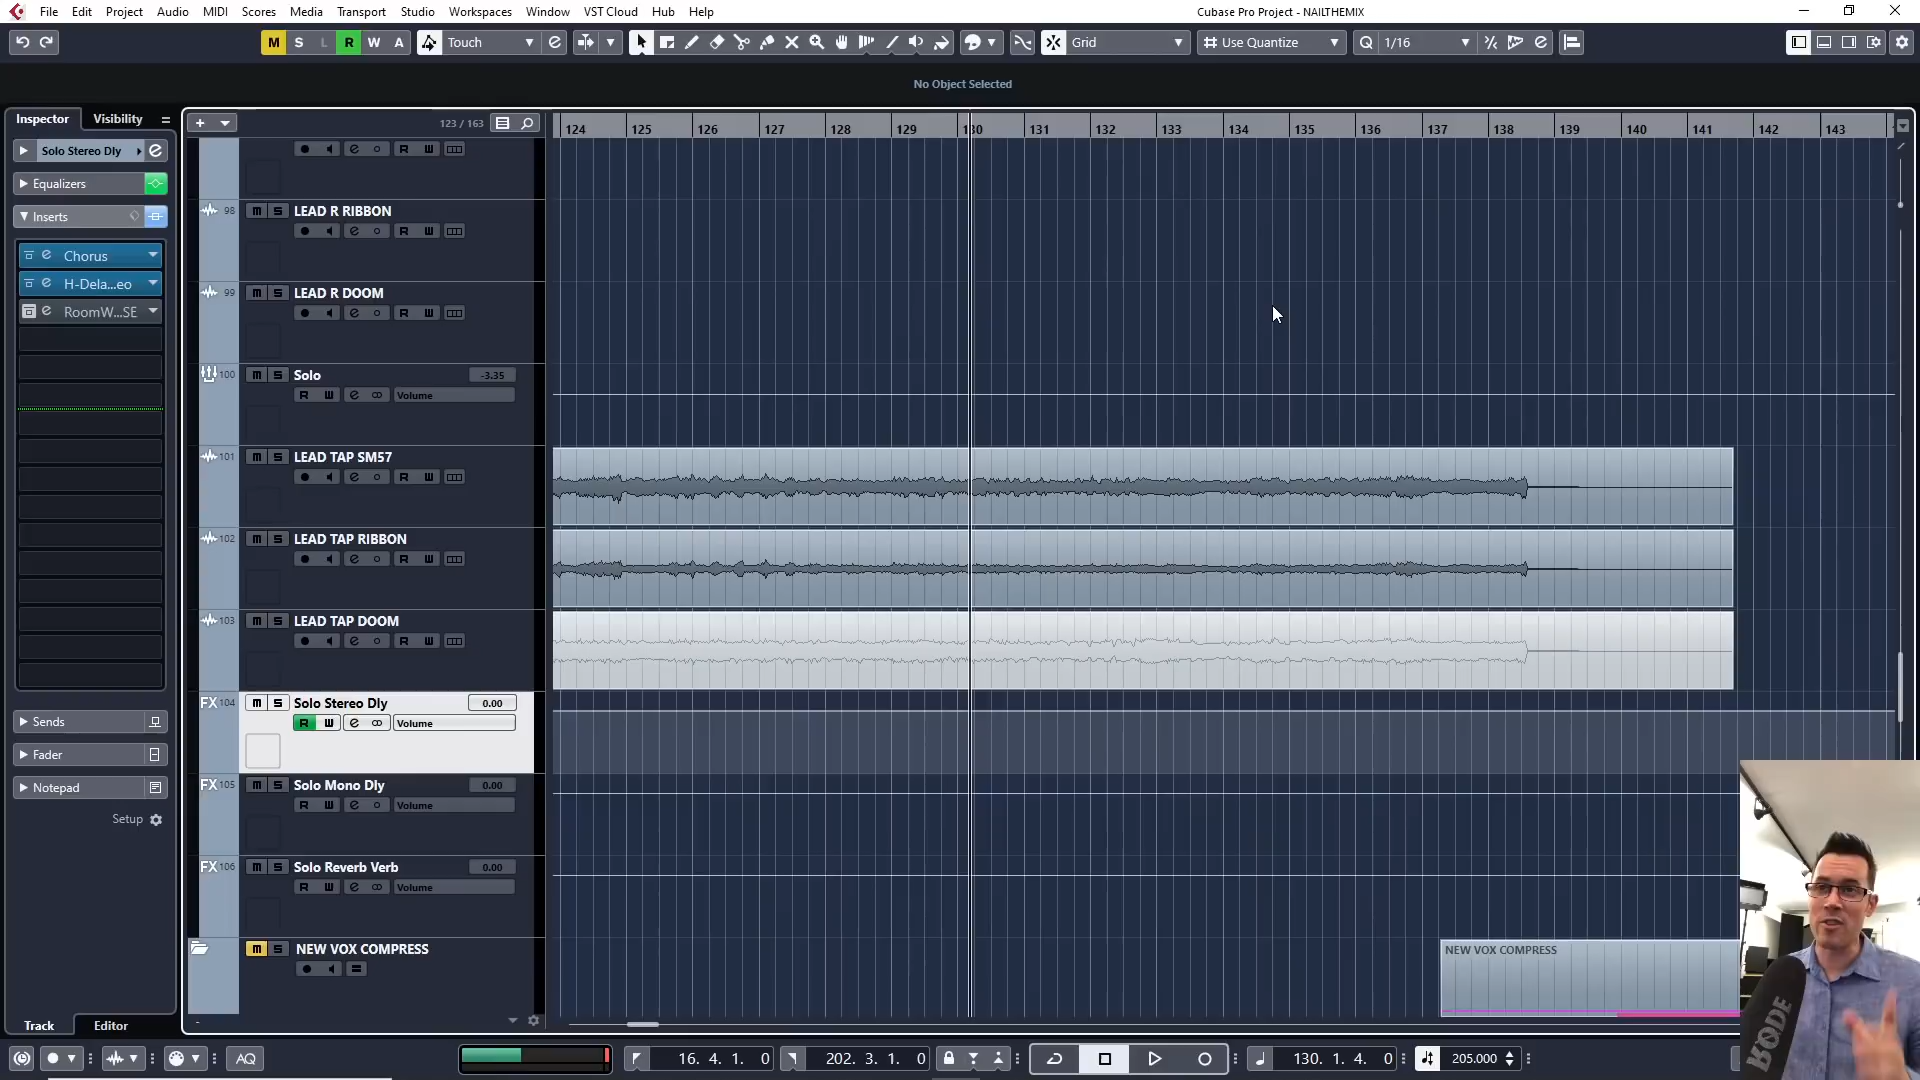 File Edit Project Audio MIDI Scores Media Transport Studio Workspaces Window VST Cloud Hub Help
Cubase Pro Project - NAILTHEMIX
M S L R W A Touch Grid Use Quantize Q 1/16
No Object Selected
Inspector Visibility
123 / 163
124 125 126 127 128 129 130 131 132 133 134 135 136 137 138 139 140 141 142 143
Solo Stereo Dly
Equalizers
Inserts
Chorus
H-Dela...eo
RoomW...SE
Sends
Fader
Notepad
Setup
98 m S LEAD R RIBBON
99 m S LEAD R DOOM
100 m S Solo -3.35
R W Volume
101 m S LEAD TAP SM57
102 m S LEAD TAP RIBBON
103 m S LEAD TAP DOOM
FX 104 m S Solo Stereo Dly 0.00
R W Volume
FX 105 m S Solo Mono Dly 0.00
R W Volume
FX 106 m S Solo Reverb Verb 0.00
R W Volume
m S NEW VOX COMPRESS
NEW VOX COMPRESS
RODE
Track Editor
AQ 16. 4. 1. 0 202. 3. 1. 0 130. 1. 4. 0 205.000